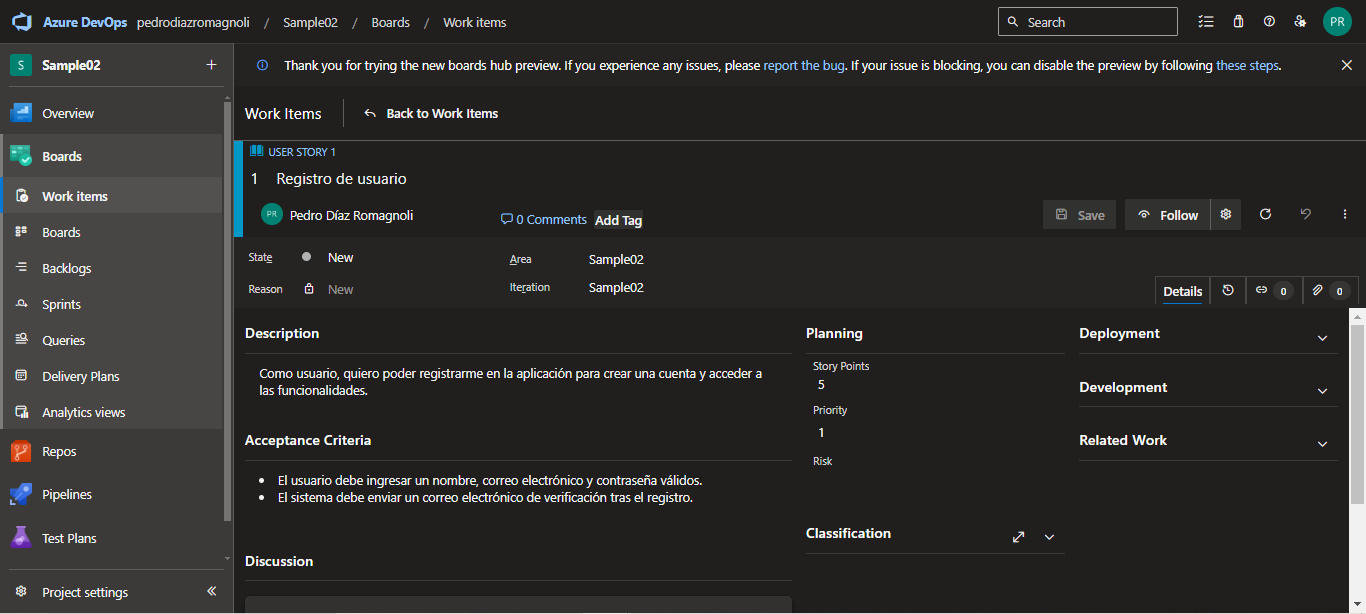 Azure DevOps pedrodiazromagnoli / Sample02 / Boards / Work items Search PR
S Sample02 +
Thank you for trying the new boards hub preview. If you experience any issues, please report the bug. If your issue is blocking, you can disable the preview by following these steps.
Overview
Boards
Work items
Boards
Backlogs
Sprints
Queries
Delivery Plans
Analytics views
Repos
Pipelines
Test Plans
Project settings
Work Items Back to Work Items
USER STORY 1
1 Registro de usuario
PR Pedro Díaz Romagnoli 0 Comments Add Tag Save Follow
State New
Reason New
Area Sample02
Iteration Sample02
Details 0 0
Description
Como usuario, quiero poder registrarme en la aplicación para crear una cuenta y acceder a
las funcionalidades.
Acceptance Criteria
• El usuario debe ingresar un nombre, correo electrónico y contraseña válidos.
• El sistema debe enviar un correo electrónico de verificación tras el registro.
Discussion
Planning
Story Points
5
Priority
1
Risk
Classification
Deployment
Development
Related Work